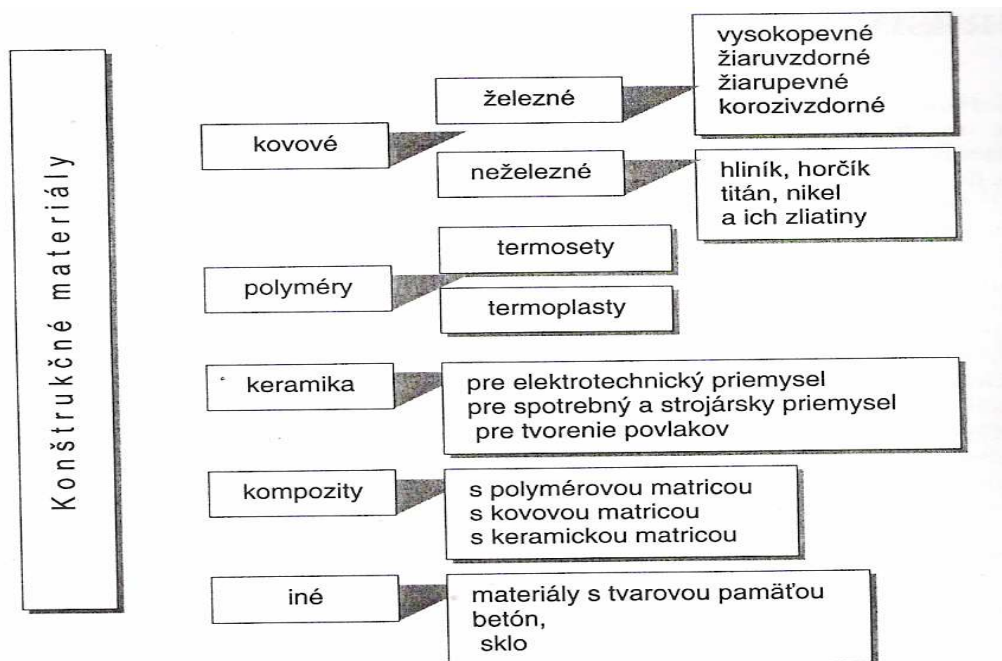 Konštrukčné materiály
kovové
železné
vysokopevné
žiaruvzdorné
žiarupevné
korozivzdorné
neželezné
hliník, horčík
titán, nikel
a ich zliatiny
polyméry
termosety
termoplasty
keramika
pre elektrotechnický priemysel
pre spotrebný a strojársky priemysel
pre tvorenie povlakov
kompozity
s polymérovou matricou
s kovovou matricou
s keramickou matricou
iné
materiály s tvarovou pamäťou
betón,
sklo